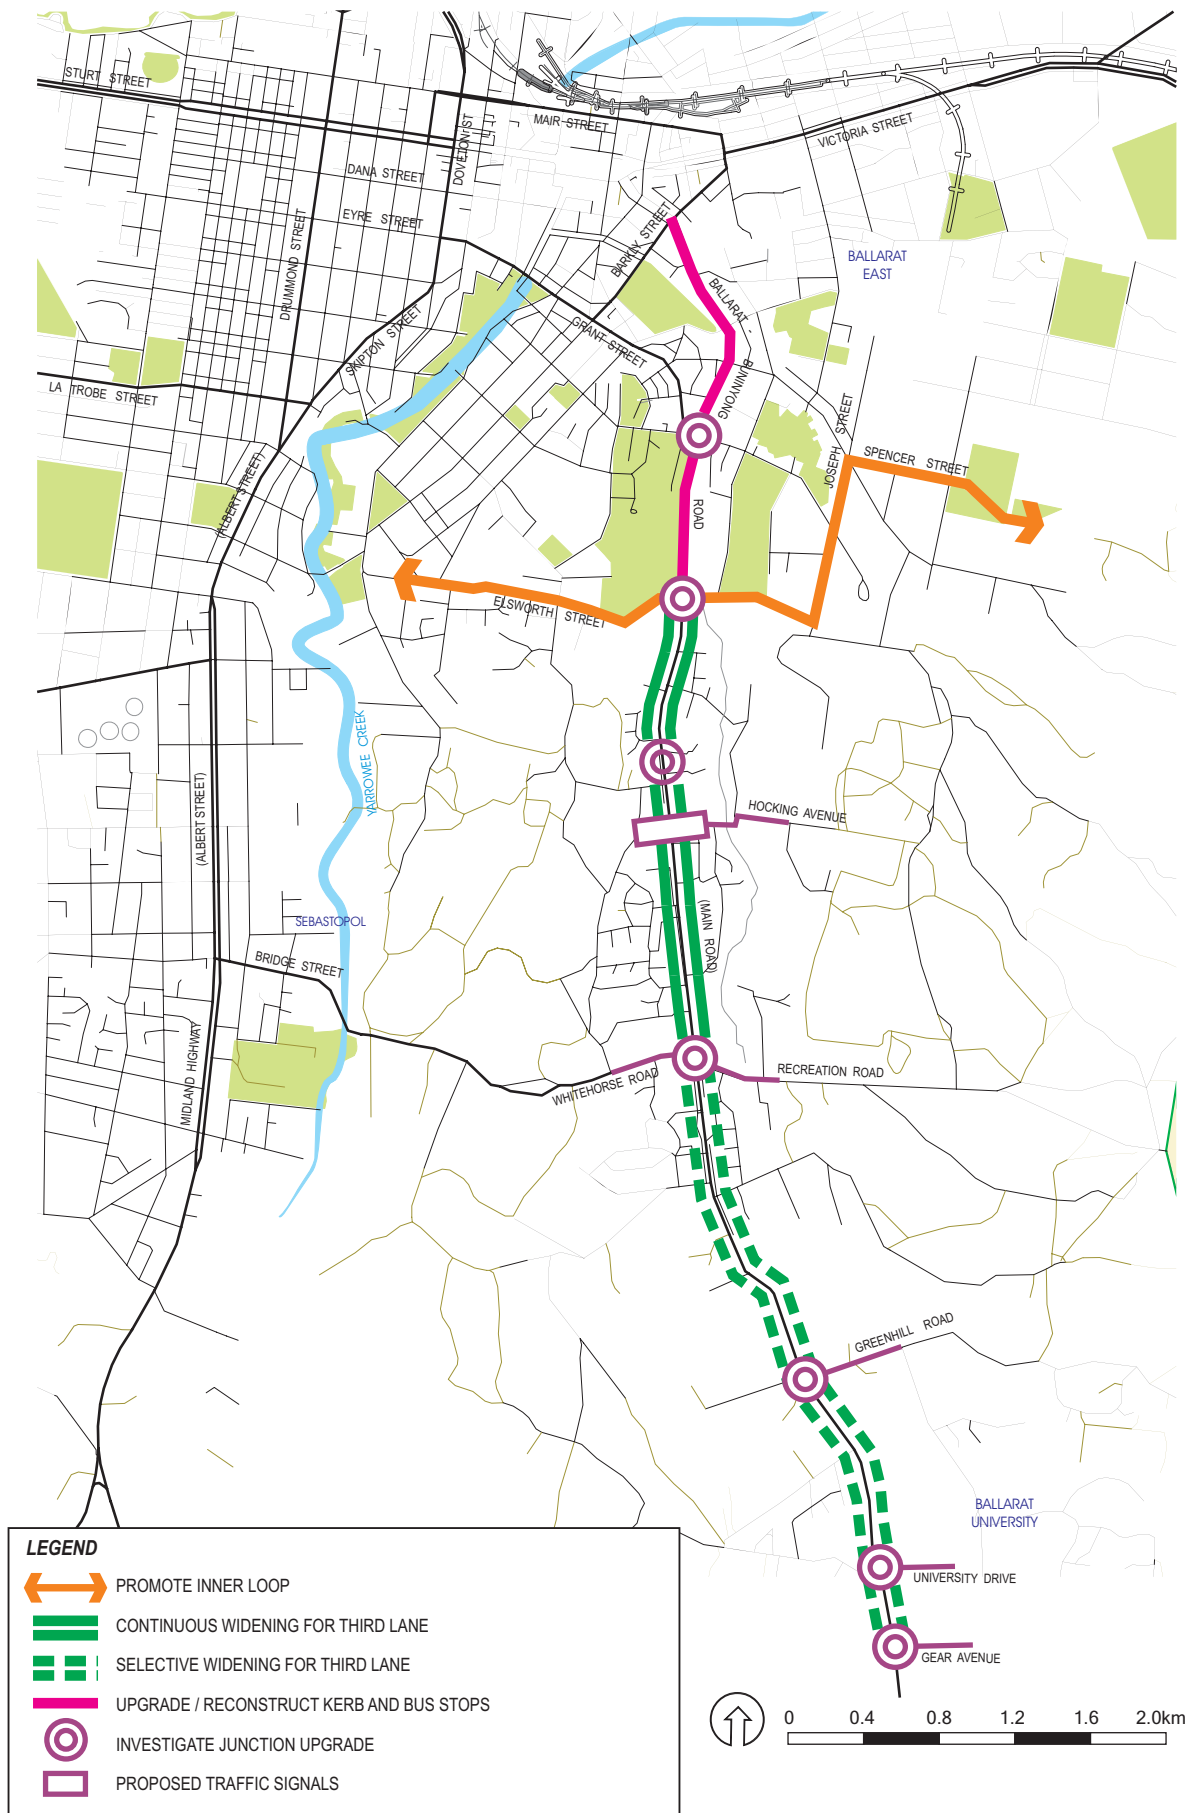 STURT STREET
MAIR STREET
VICTORIA STREET
DOVETON ST
DANA STREET
EYRE STREET
DRUMMOND STREET
BARKLY STREET
BALLARAT
EAST
BALLARAT -
BUNINYONG
ROAD
SKIPTON STREET
GRANT STREET
LA TROBE STREET
JOSEPH STREET
SPENCER STREET
(ALBERT STREET)
ELSWORTH STREET
YARROWEE CREEK
HOCKING AVENUE
(ALBERT STREET)
(MAIN ROAD)
SEBASTOPOL
BRIDGE STREET
MIDLAND HIGHWAY
WHITEHORSE ROAD
RECREATION ROAD
GREENHILL ROAD
BALLARAT
UNIVERSITY
UNIVERSITY DRIVE
GEAR AVENUE
LEGEND
PROMOTE INNER LOOP
CONTINUOUS WIDENING FOR THIRD LANE
SELECTIVE WIDENING FOR THIRD LANE
UPGRADE / RECONSTRUCT KERB AND BUS STOPS
INVESTIGATE JUNCTION UPGRADE
PROPOSED TRAFFIC SIGNALS
0 0.4 0.8 1.2 1.6 2.0km